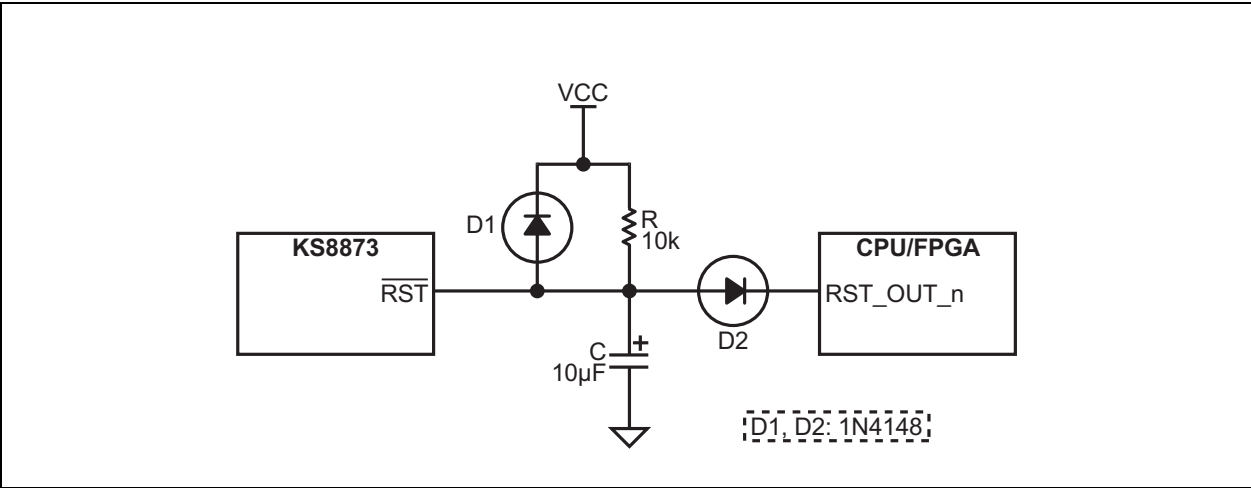 VCC
D1
R
10k
KS8873
RST
CPU/FPGA
RST_OUT_n
D2
C
+
10µF
D1, D2: 1N4148